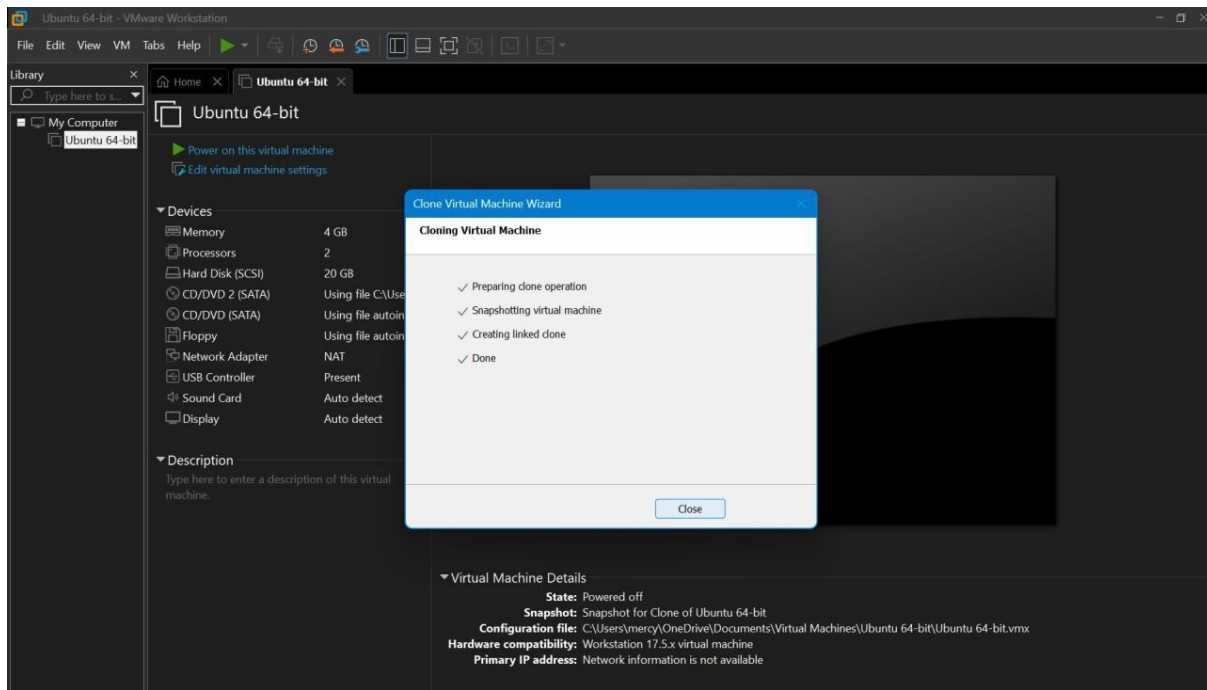 Ubuntu 64-bit - VMware Workstation
File Edit View VM Tabs Help
Library
Type here to s...
My Computer
Ubuntu 64-bit
Home
Ubuntu 64-bit
Ubuntu 64-bit
Power on this virtual machine
Edit virtual machine settings
Devices
Memory 4 GB
Processors 2
Hard Disk (SCSI) 20 GB
CD/DVD 2 (SATA) Using file C:\Use
CD/DVD (SATA) Using file autoin
Floppy Using file autoin
Network Adapter NAT
USB Controller Present
Sound Card Auto detect
Display Auto detect
Description
Type here to enter a description of this virtual
machine.
Clone Virtual Machine Wizard
Cloning Virtual Machine
Preparing clone operation
Snapshotting virtual machine
Creating linked clone
Done
Close
Virtual Machine Details
State: Powered off
Snapshot: Snapshot for Clone of Ubuntu 64-bit
Configuration file: C:\Users\mercy\OneDrive\Documents\Virtual Machines\Ubuntu 64-bit\Ubuntu 64-bit.vmx
Hardware compatibility: Workstation 17.5.x virtual machine
Primary IP address: Network information is not available